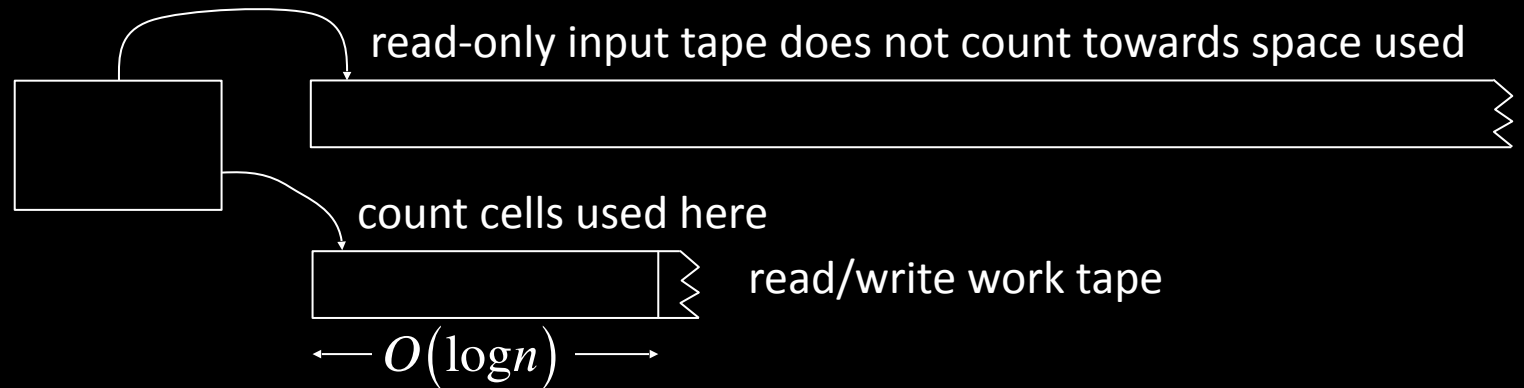 read-only input tape does not count towards space used
count cells used here
read/write work tape
O(logn)